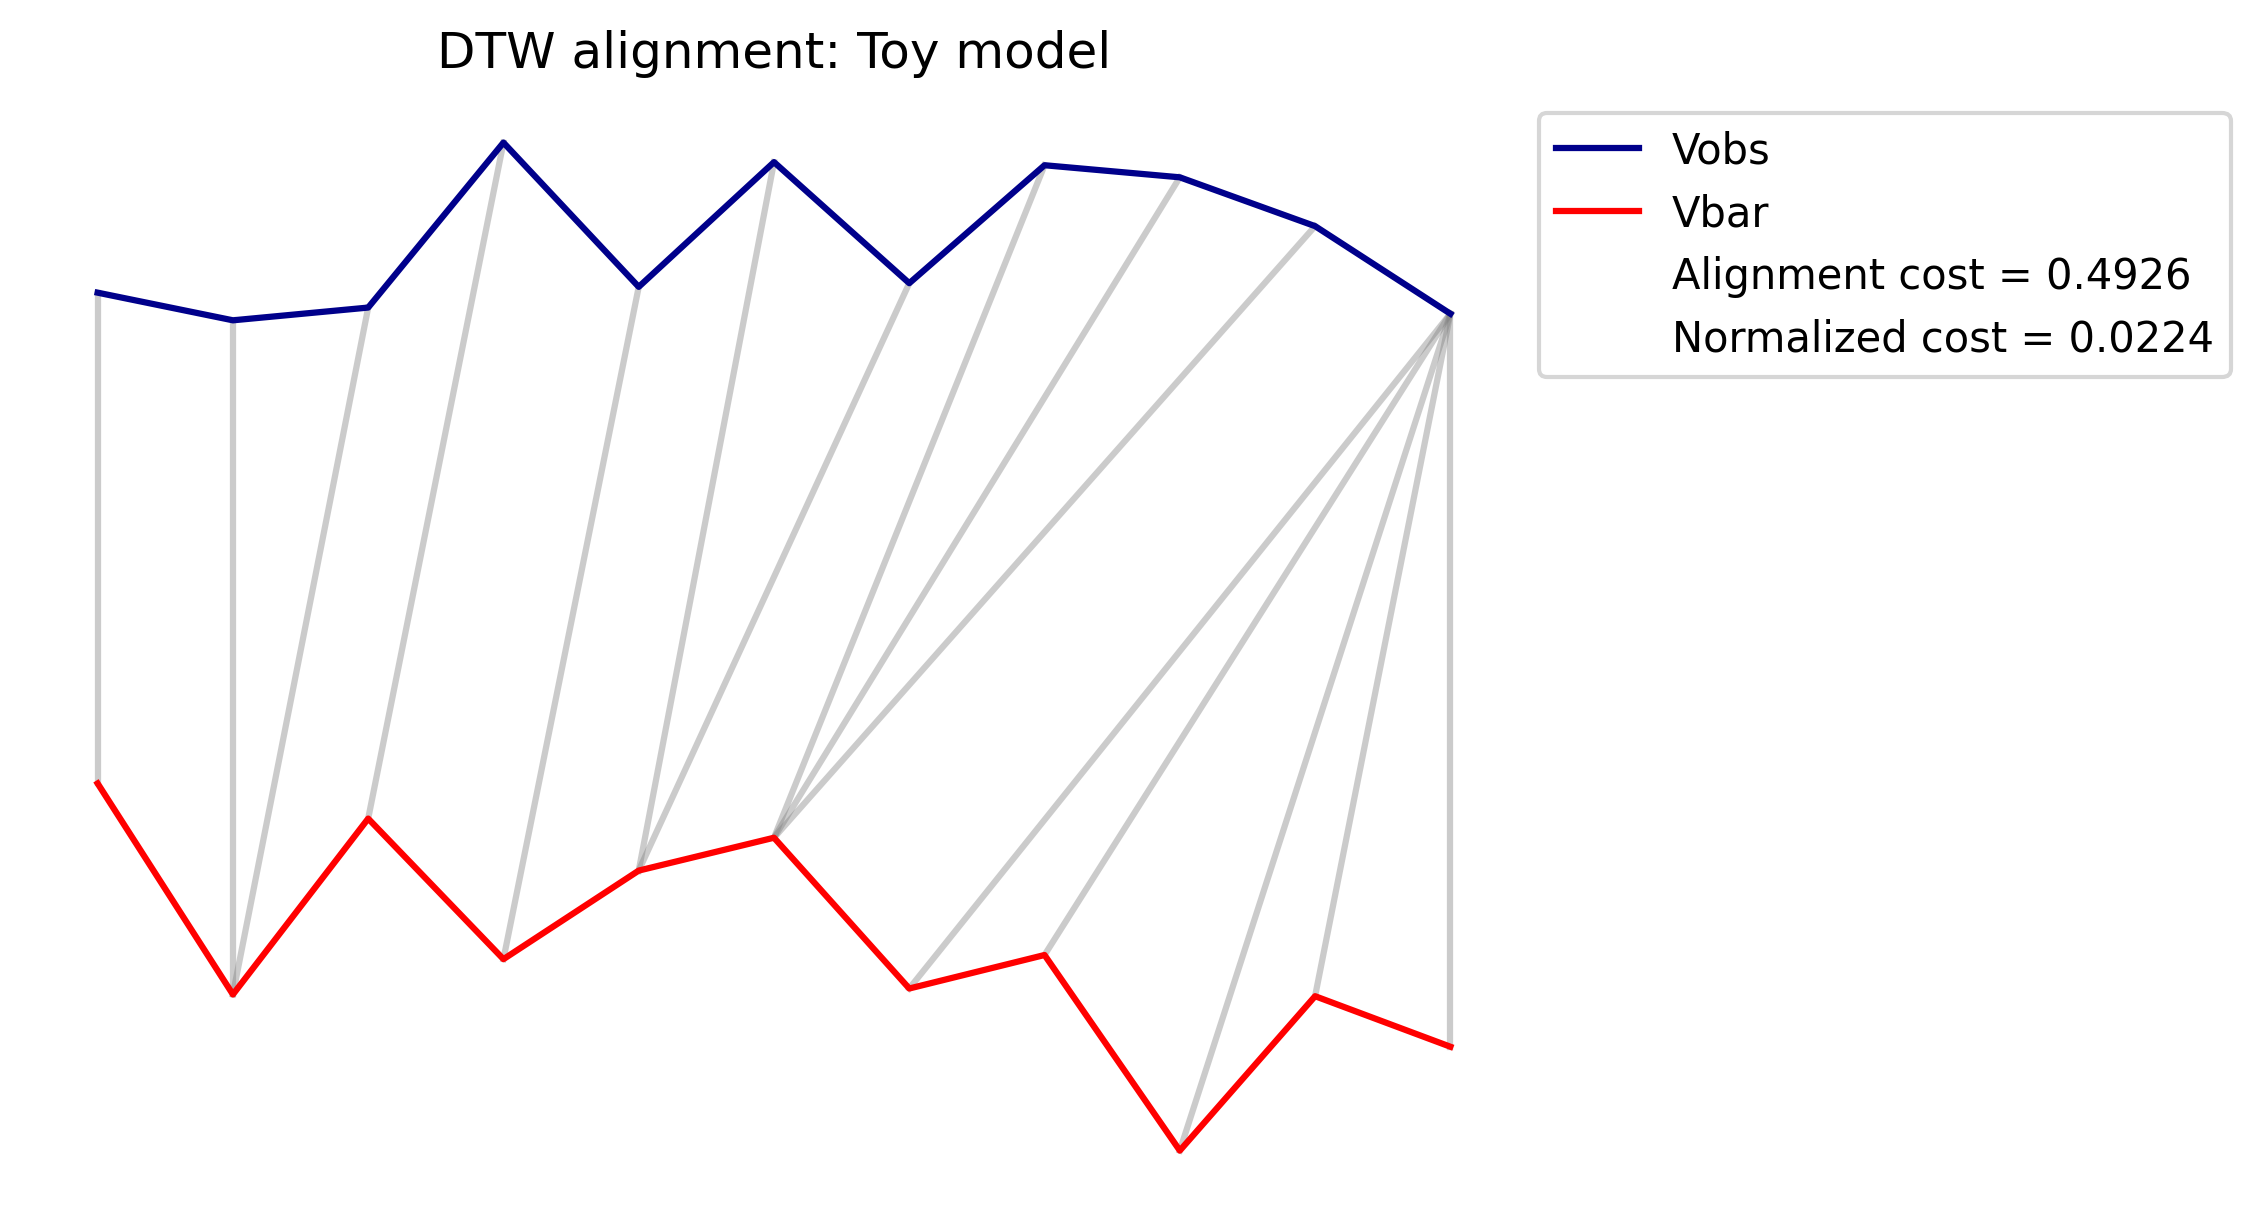 DTW alignment: Toy model
Vobs
Vbar
Alignment cost = 0.4926
Normalized cost = 0.0224